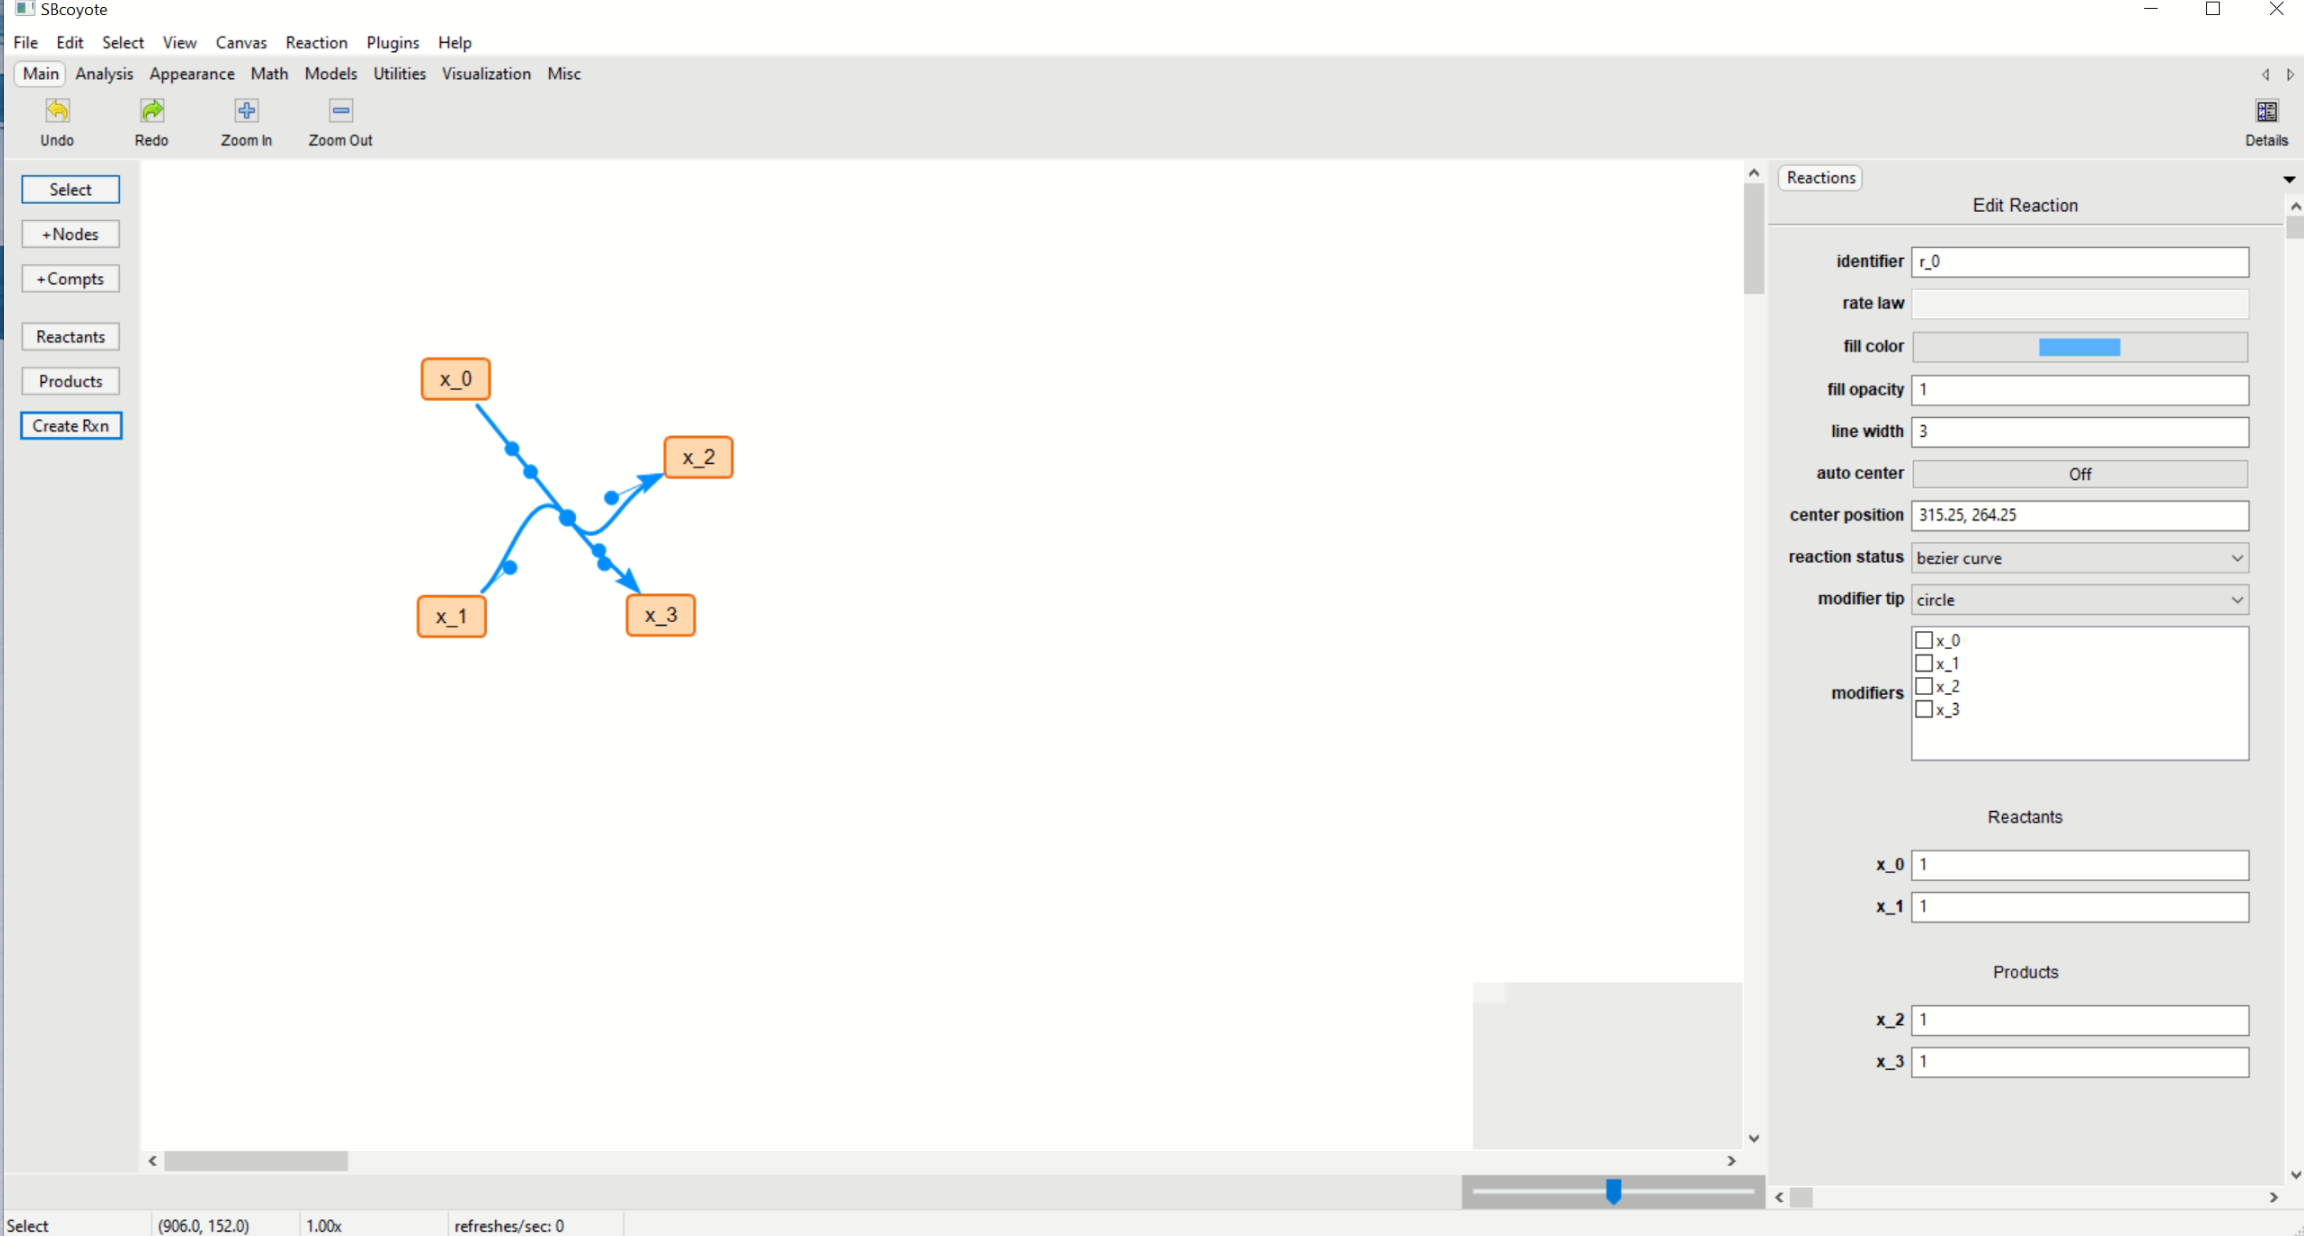 SBcoyote
File Edit Select View Canvas Reaction Plugins Help
Main Analysis Appearance Math Models Utilities Visualization Misc
Undo Redo Zoom In Zoom Out Details
Select
+Nodes
+Compts
Reactants
Products
Create Rxn
x_0
x_2
x_1
x_3
Reactions
Edit Reaction
identifier r_0
rate law
fill color
fill opacity 1
line width 3
auto center Off
center position 315.25, 264.25
reaction status bezier curve
modifier tip circle
modifiers
x_0
x_1
x_2
x_3
Reactants
x_0 1
x_1 1
Products
x_2 1
x_3 1
Select (906.0, 152.0) 1.00x refreshes/sec: 0